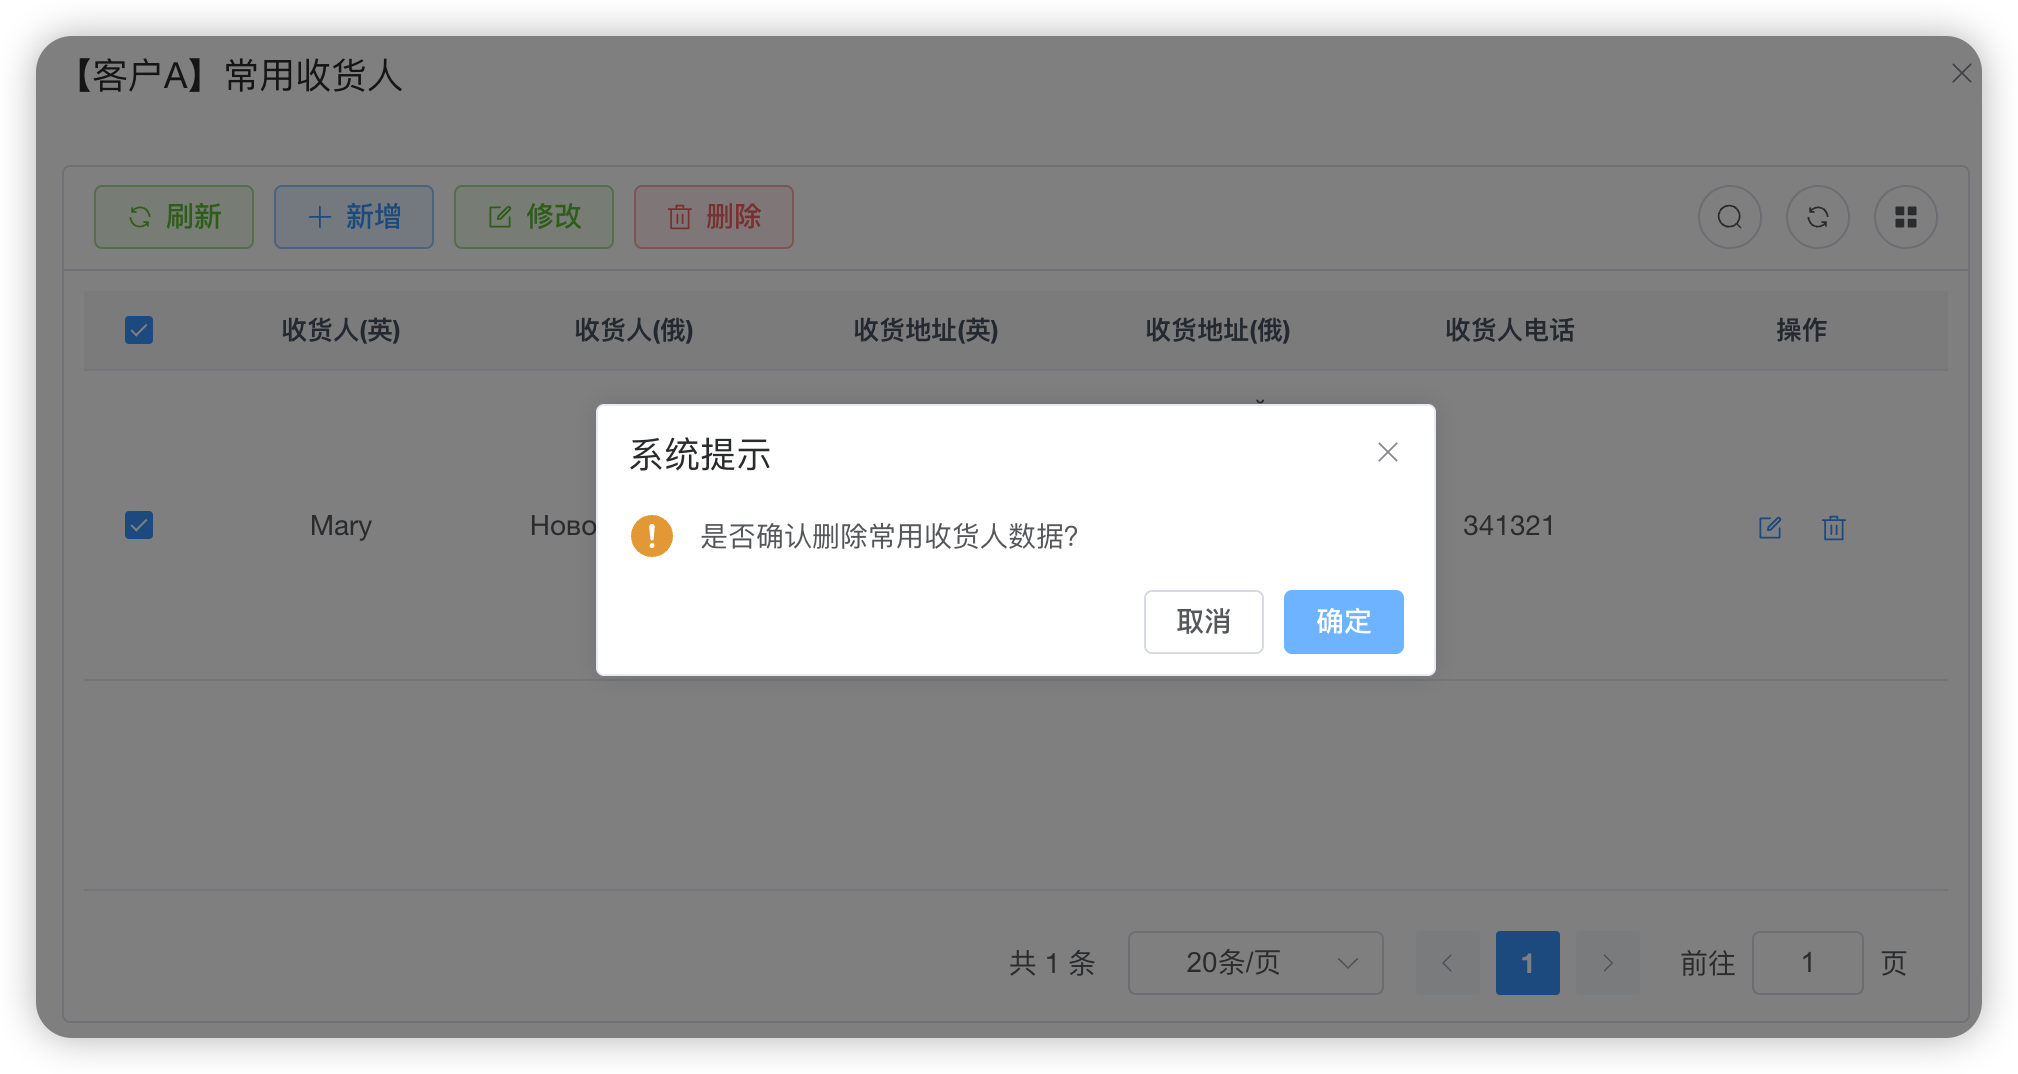 【客户A】常用收货人
刷新 新增 修改 删除
收货人(英) 收货人(俄) 收货地址(英) 收货地址(俄) 收货人电话 操作
系统提示
Mary Ново 341321
是否确认删除常用收货人数据?
取消 确定
共 1 条 20条/页 1 前往 1 页